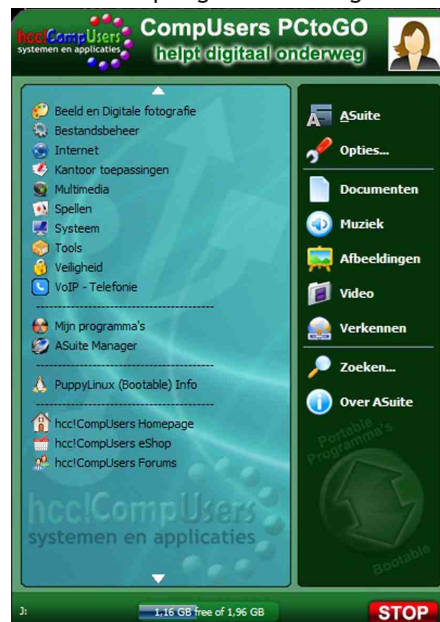 hcc!CompUsers
systemen en applicaties
CompUsers PCtoGO
helpt digitaal onderweg
Beeld en Digitale fotografie
Bestandsbeheer
Internet
Kantoor toepassingen
Multimedia
Spellen
Systeem
Tools
Veiligheid
VoIP - Telefonie
Mijn programma's
ASuite Manager
PuppyLinux (Bootable) Info
hcc!CompUsers Homepage
hcc!CompUsers eShop
hcc!CompUsers Forums
hcc!CompUsers
systemen en applicaties
ASuite
Opties...
Documenten
Muziek
Afbeeldingen
Video
Verkennen
Zoeken...
Over ASuite
Portable
Programma's
Bootable
J:
1,16 GB free of 1,96 GB
STOP